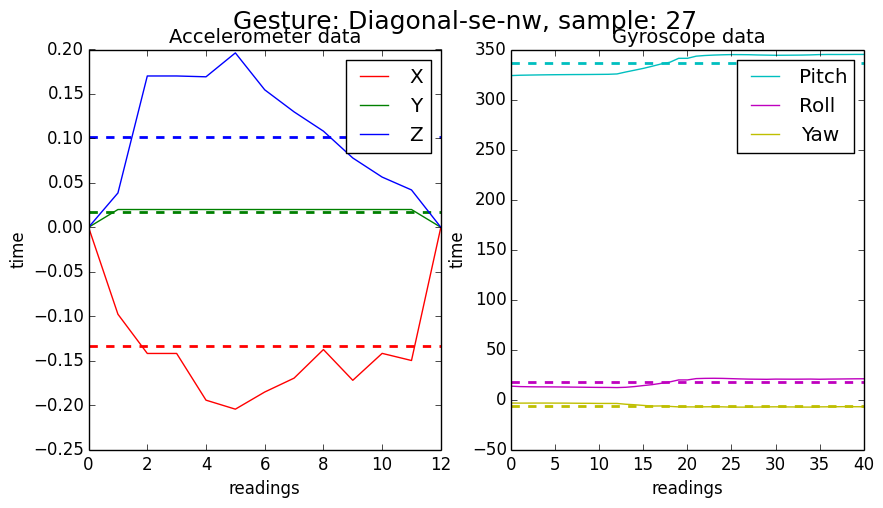 Gesture: Diagonal-se-nw, sample: 27
Accelerometer data
0.20
0.15
0.10
0.05
0.00
−0.05
−0.10
−0.15
−0.20
−0.25
time
0 2 4 6 8 10 12
readings
X
Y
Z
Gyroscope data
350
300
250
200
150
100
50
0
−50
time
0 5 10 15 20 25 30 35 40
readings
Pitch
Roll
Yaw